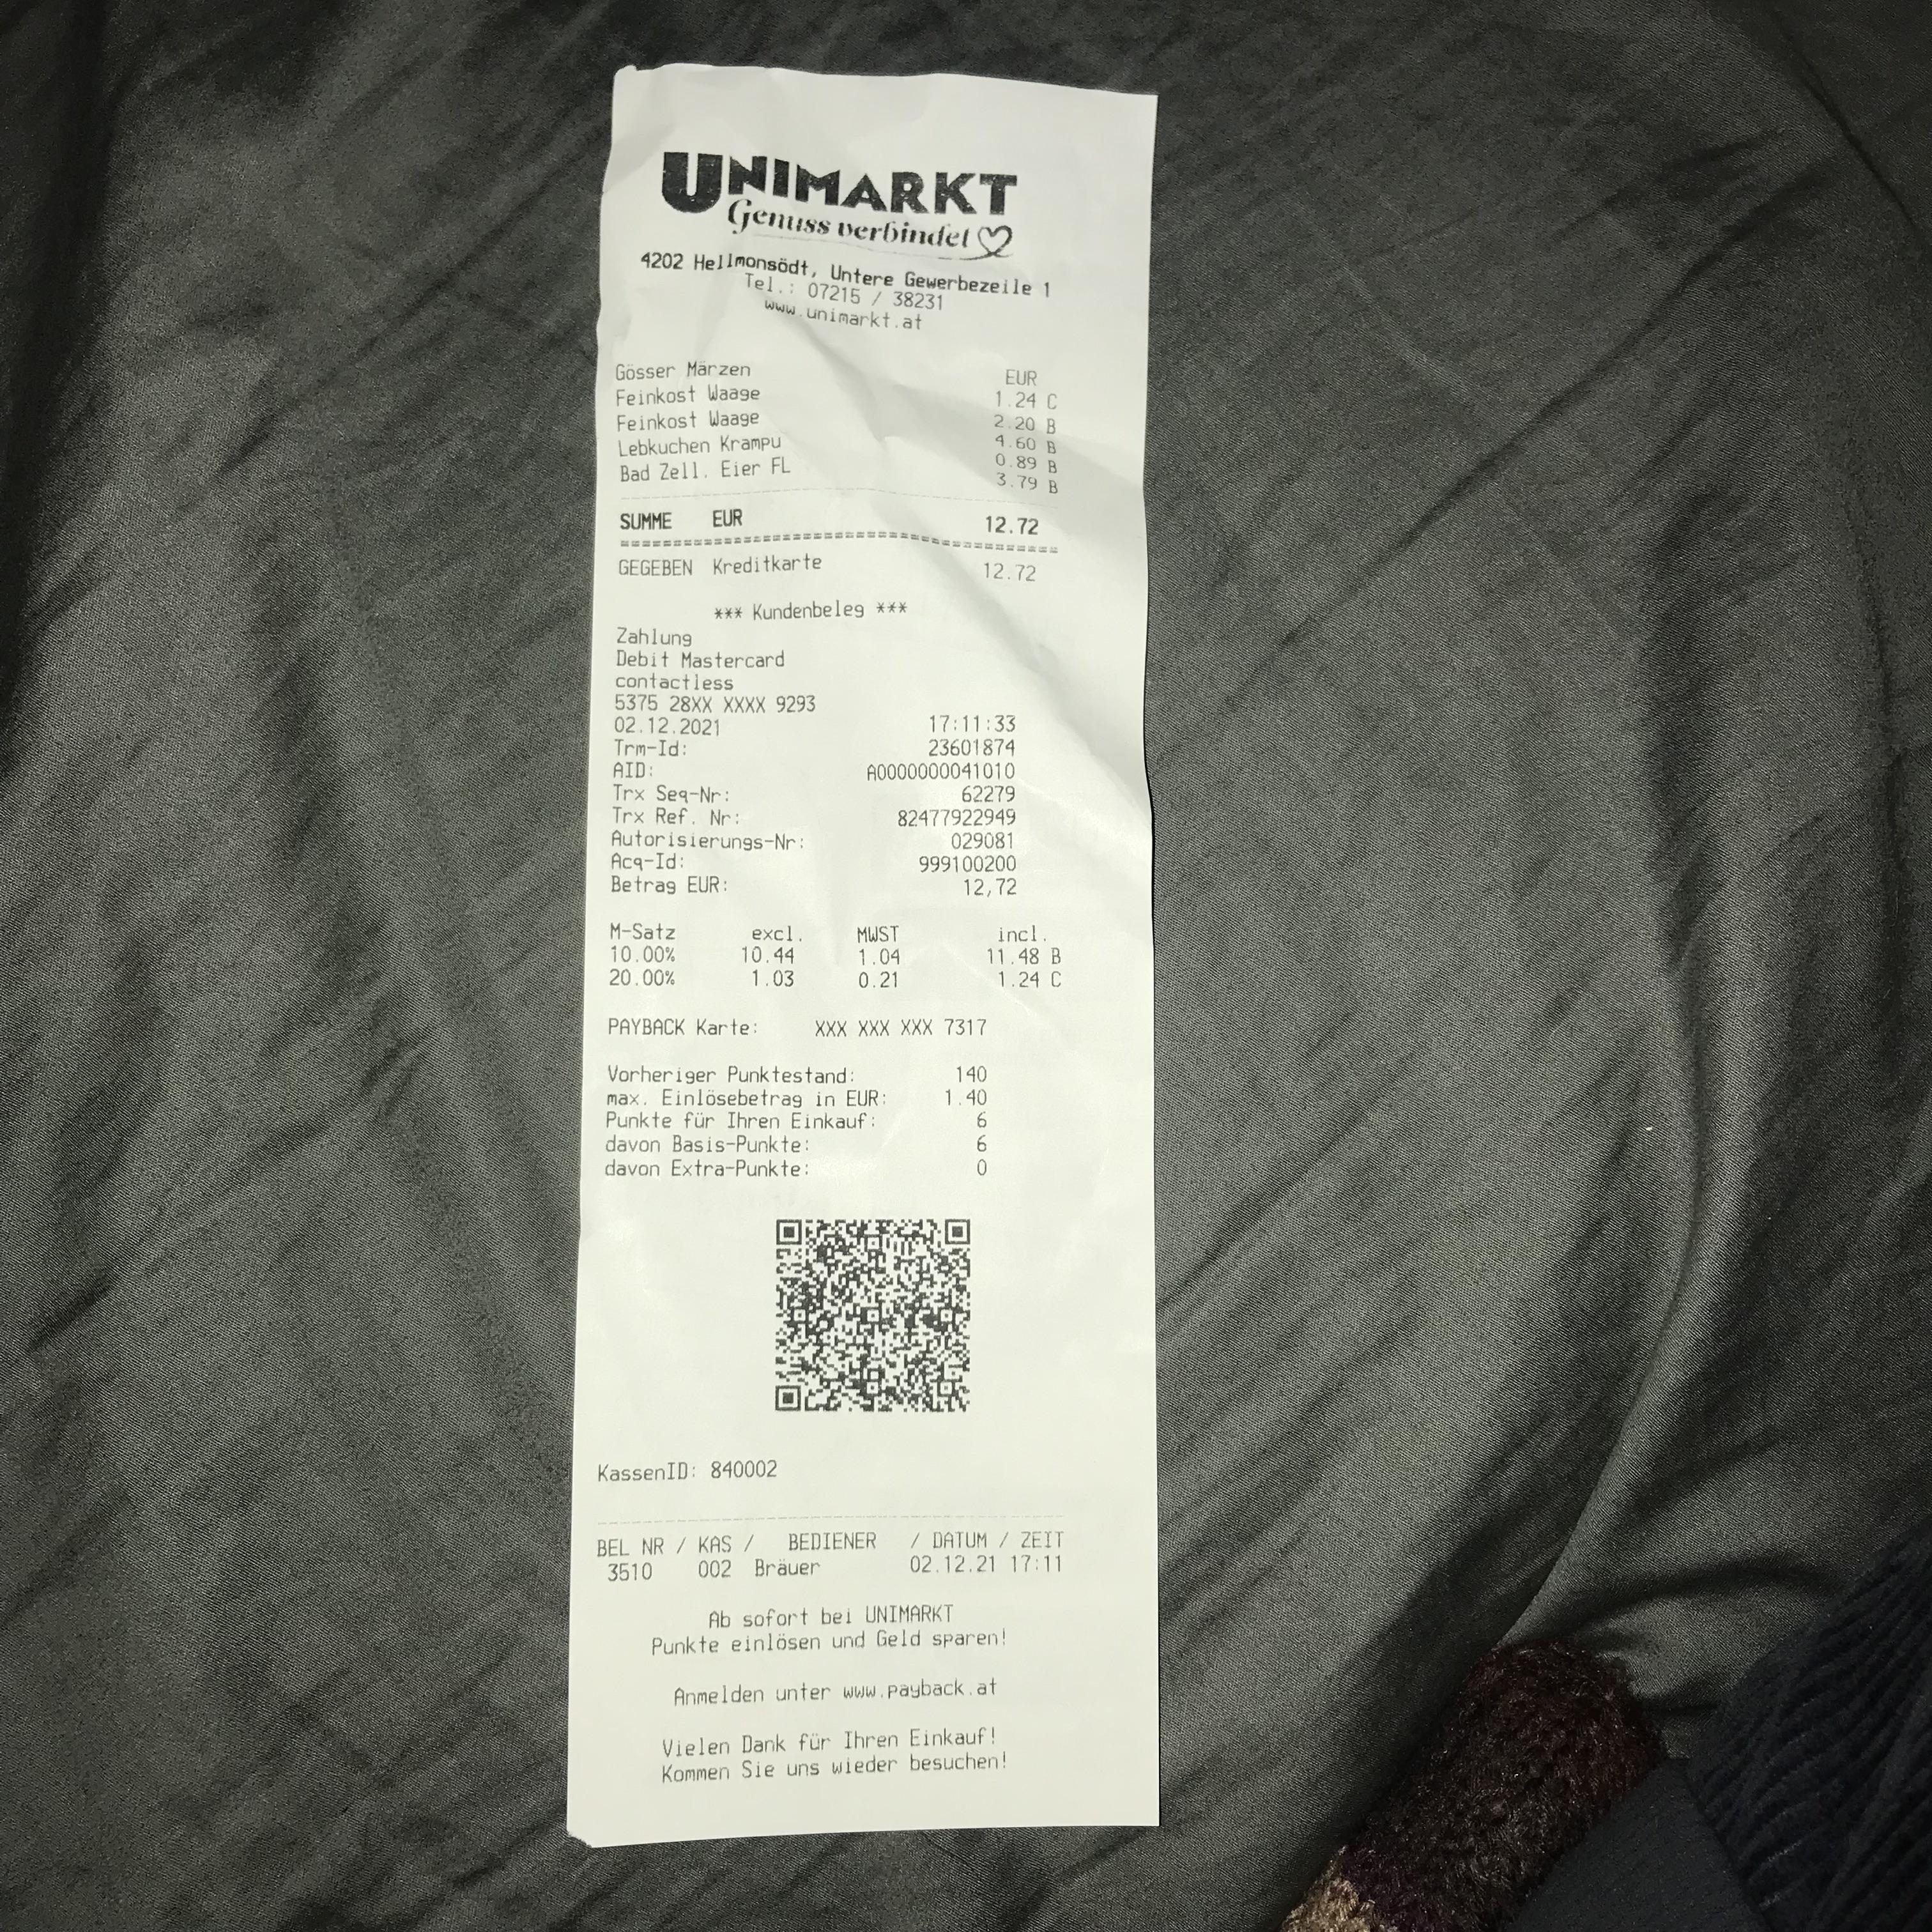 UNIMARKT
Genuss verbindet
4202 Hellmonsödt, Untere Gewerbezeile 1
Tel.: 07215 / 38231
www.unimarkt.at
EUR
Gösser Märzen 1.24 C
Feinkost Waage 2.20 B
Feinkost Waage 4.60 B
Lebkuchen Krampu 0.89 B
Bad Zell. Eier FL 3.79 B
SUMME EUR 12.72
GEGEBEN Kreditkarte 12.72
*** Kundenbeleg ***
Zahlung
Debit Mastercard
contactless
5375 28XX XXXX 9293
02.12.2021 17:11:33
Trm-Id: 23601874
AID: A0000000041010
Trx Seq-Nr: 62279
Trx Ref. Nr: 82477922949
Autorisierungs-Nr: 029081
Acq-Id: 999100200
Betrag EUR: 12,72
M-Satz excl. MWST incl.
10.00% 10.44 1.04 11.48 B
20.00% 1.03 0.21 1.24 C
PAYBACK Karte: XXX XXX XXX 7317
Vorheriger Punktestand: 140
max. Einlösebetrag in EUR: 1.40
Punkte für Ihren Einkauf: 6
davon Basis-Punkte: 6
davon Extra-Punkte: 0
KassenID: 840002
BEL NR / KAS / BEDIENER / DATUM / ZEIT
3510 002 Bräuer 02.12.21 17:11
Ab sofort bei UNIMARKT
Punkte einlösen und Geld sparen!
Anmelden unter www.payback.at
Vielen Dank für Ihren Einkauf!
Kommen Sie uns wieder besuchen!